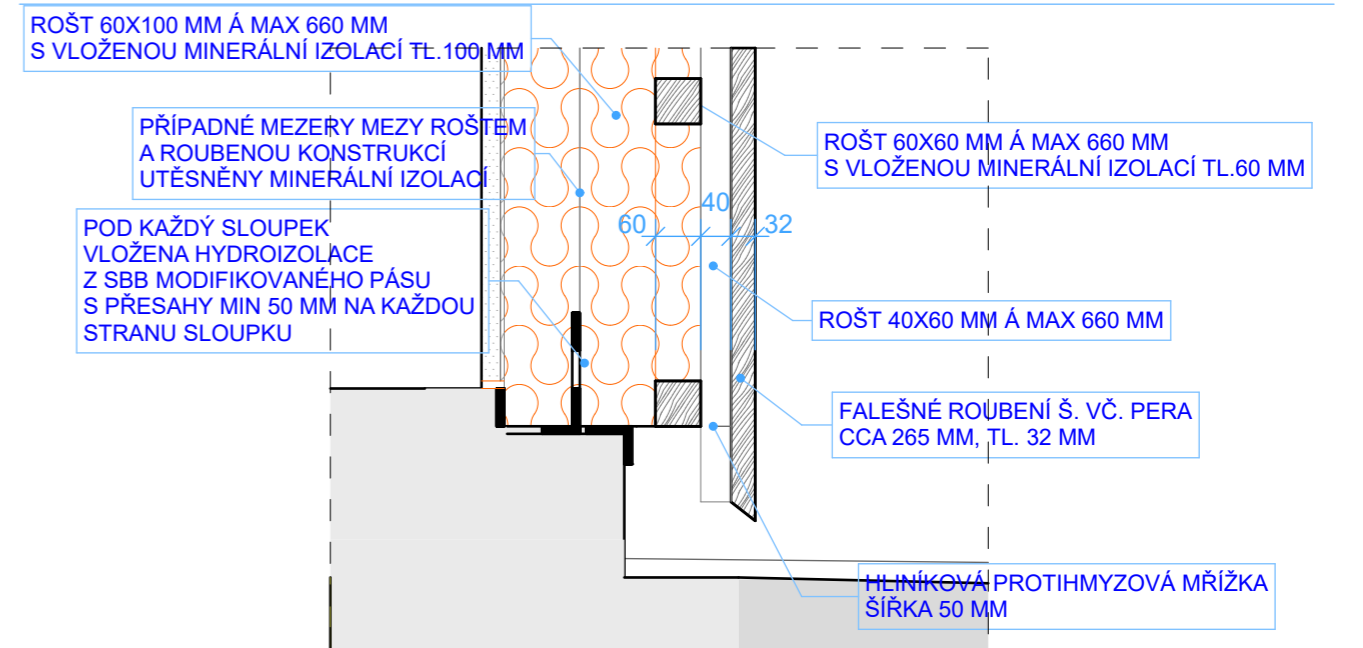 ROŠT 60X100 MM Á MAX 660 MM
S VLOŽENOU MINERÁLNÍ IZOLACÍ TL.100 MM
PŘÍPADNÉ MEZERY MEZY ROŠTEM
A ROUBENOU KONSTRUKCÍ
UTĚSNĚNY MINERÁLNÍ IZOLACÍ
POD KAŽDÝ SLOUPEK
VLOŽENA HYDROIZOLACE
Z SBB MODIFIKOVANÉHO PÁSU
S PŘESAHY MIN 50 MM NA KAŽDOU
STRANU SLOUPKU
60
40
32
ROŠT 60X60 MM Á MAX 660 MM
S VLOŽENOU MINERÁLNÍ IZOLACÍ TL.60 MM
ROŠT 40X60 MM Á MAX 660 MM
FALEŠNÉ ROUBENÍ Š. VČ. PERA
CCA 265 MM, TL. 32 MM
HLINÍKOVÁ PROTIHMYZOVÁ MŘÍŽKA
ŠÍŘKA 50 MM